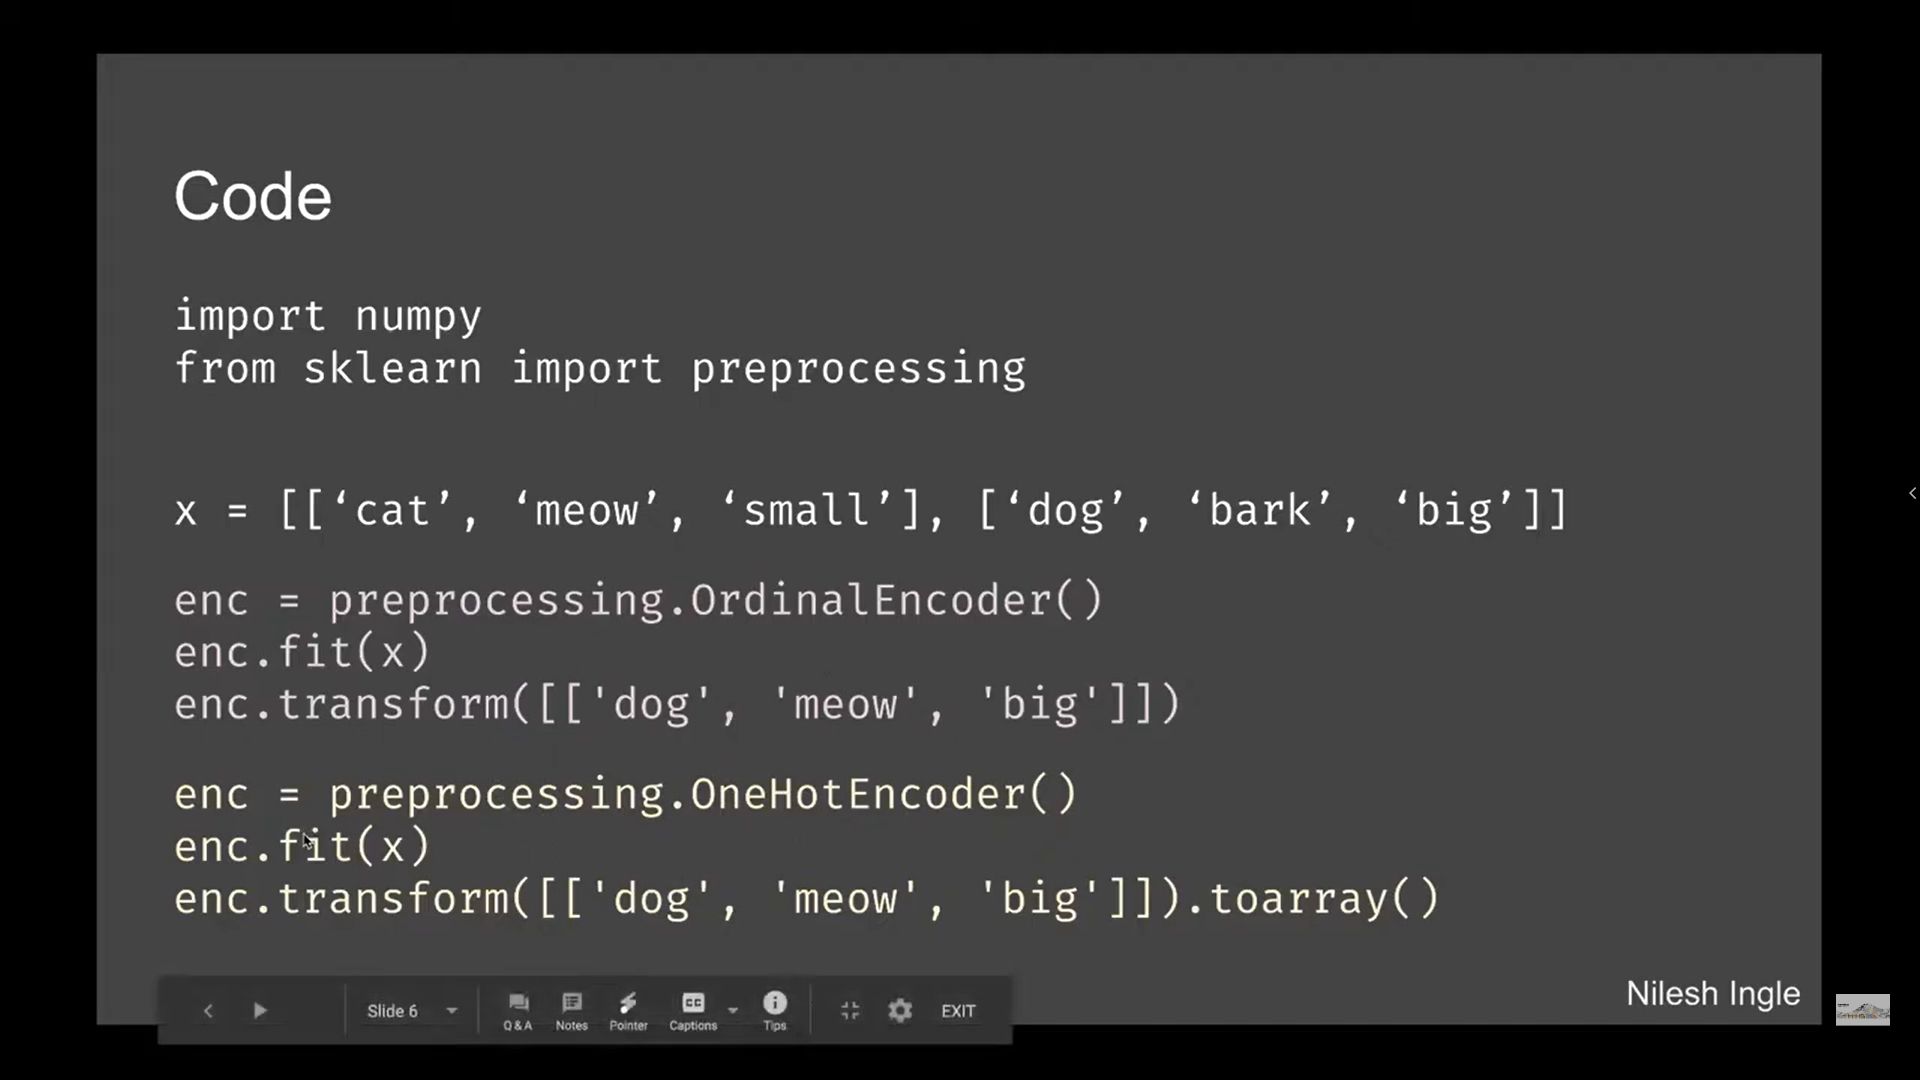 Code
import numpy
from sklearn import preprocessing
x = [[‘cat’, ‘meow’, ‘small’], [‘dog’, ‘bark’, ‘big’]]
enc = preprocessing.OrdinalEncoder()
enc.fit(x)
enc.transform([['dog', 'meow', 'big']])
enc = preprocessing.OneHotEncoder()
enc.fit(x)
enc.transform([['dog', 'meow', 'big']]).toarray()
Nilesh Ingle
Slide 6
Q&A Notes Pointer Captions Tips EXIT